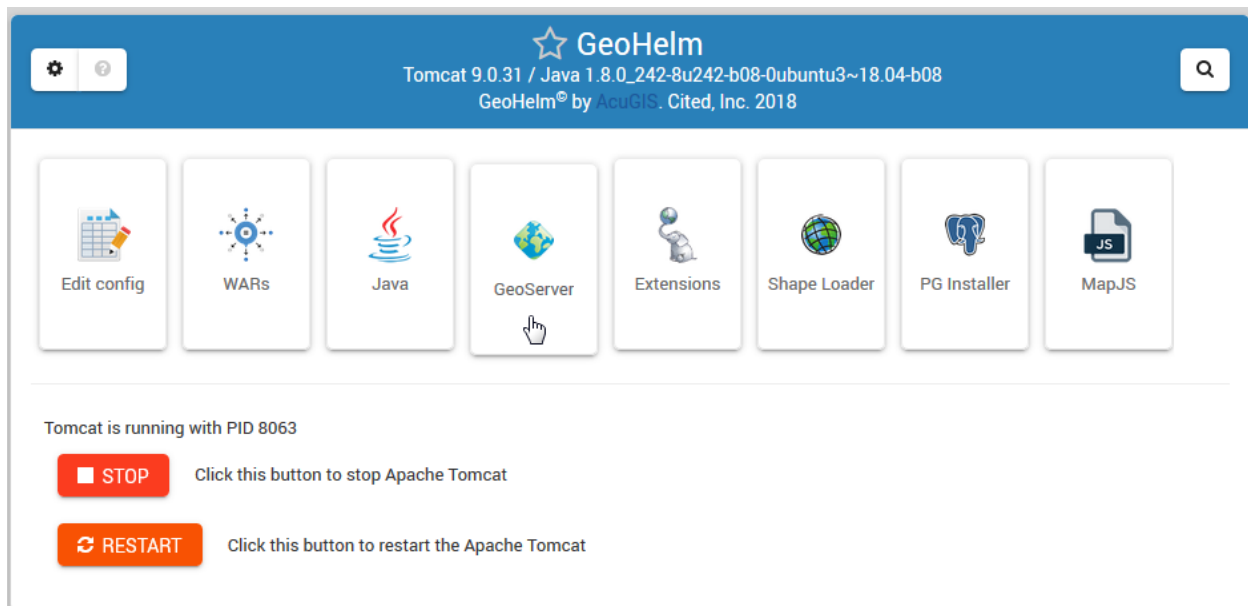 GeoHelm
Tomcat 9.0.31 / Java 1.8.0_242-8u242-b08-0ubuntu3~18.04-b08
GeoHelm© by AcuGIS. Cited, Inc. 2018
Edit config
WARs
Java
GeoServer
Extensions
Shape Loader
PG Installer
JS
MapJS
Tomcat is running with PID 8063
STOP
Click this button to stop Apache Tomcat
RESTART
Click this button to restart the Apache Tomcat